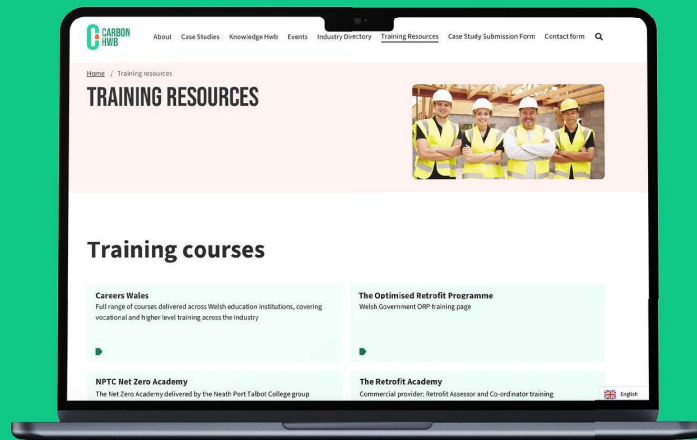 CARBON
HWB
About Case Studies Knowledge Hwb Events Industry Directory Training Resources Case Study Submission Form Contact form
Home / Training resources
TRAINING RESOURCES
Training courses
Careers Wales
Full range of courses delivered across Welsh education institutions, covering
vocational and higher level training across the industry
The Optimised Retrofit Programme
Welsh Government ORP training page
NPTC Net Zero Academy
The Net Zero Academy delivered by the Neath Port Talbot College group
The Retrofit Academy
Commercial provider: Retrofit Assessor and Co-ordinator training
English